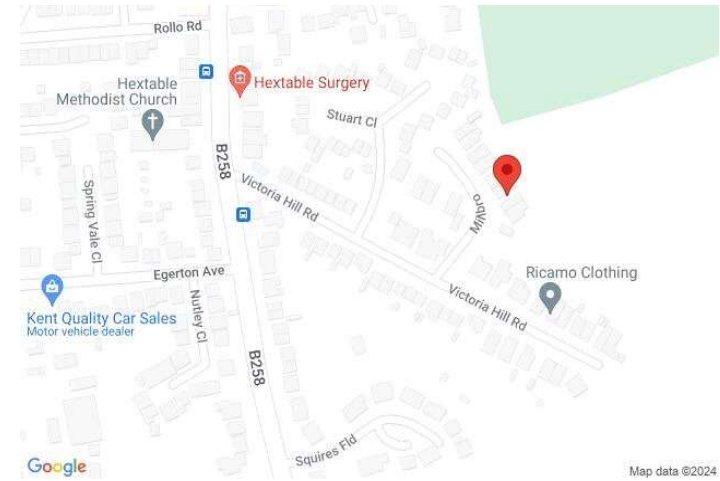 Rollo Rd
Hextable
Methodist Church
Hextable Surgery
Stuart Cl
B258
Victoria Hill Rd
Milbro
Spring Vale Cl
Egerton Ave
Ricamo Clothing
Nutley Cl
Victoria Hill Rd
Kent Quality Car Sales
Motor vehicle dealer
B258
Squires Fld
Google
Map data ©2024